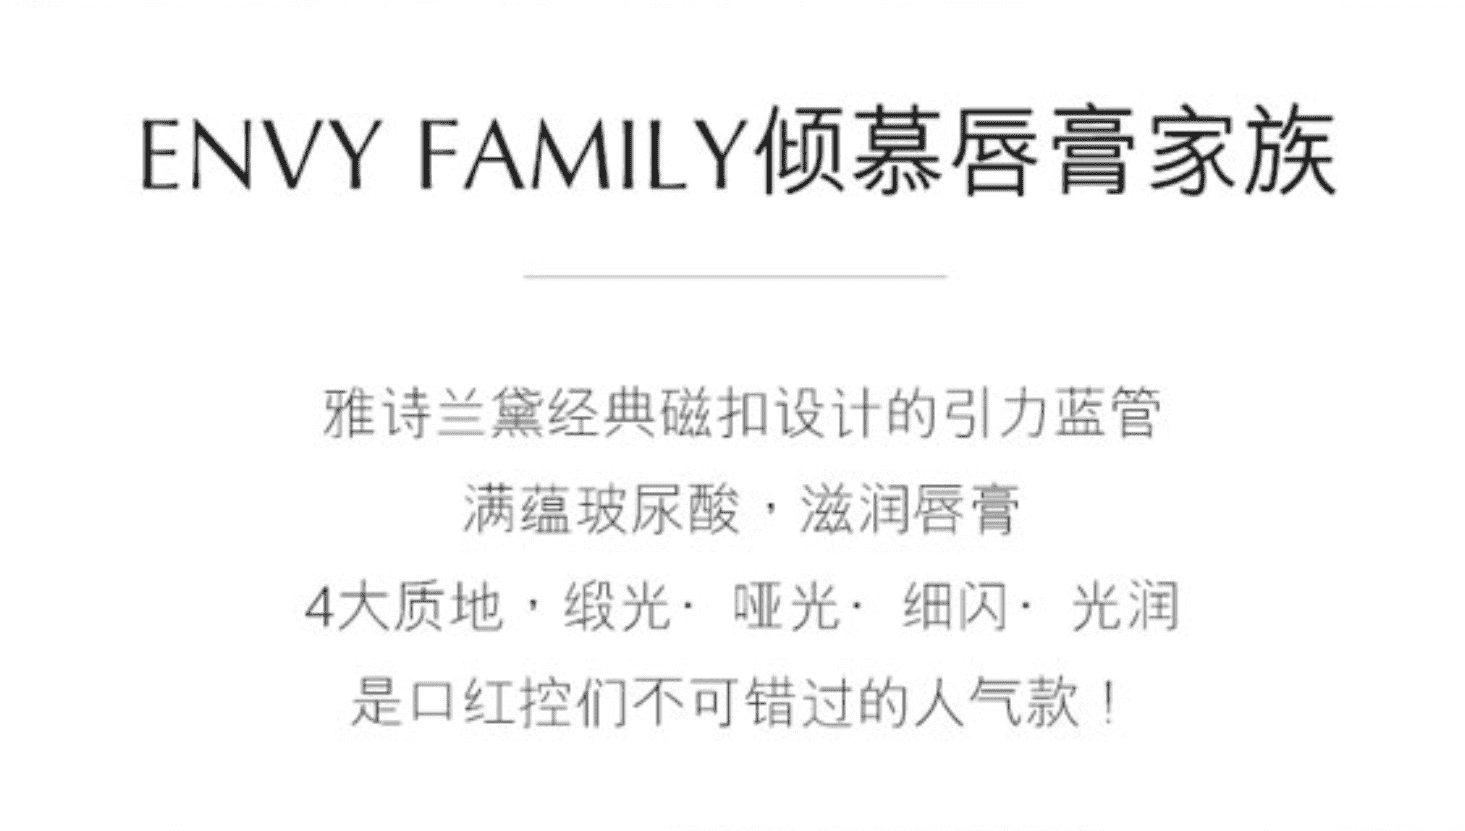 ENVY FAMILY倾慕唇膏家族
雅诗兰黛经典磁扣设计的引力蓝管
满蕴玻尿酸，滋润唇膏
4大质地，缎光· 哑光· 细闪· 光润
是口红控们不可错过的人气款！